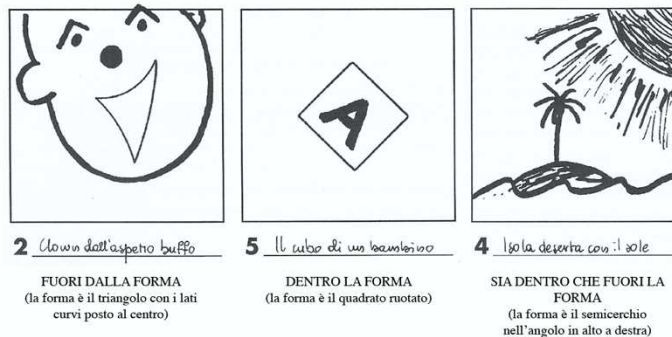 A
2 Clown dall'aspetto buffo
5 Il cubo di un bambino
4 Isola deserta con il sole
FUORI DALLA FORMA
(la forma è il triangolo con i lati
curvi posto al centro)
DENTRO LA FORMA
(la forma è il quadrato ruotato)
SIA DENTRO CHE FUORI LA
FORMA
(la forma è il semicerchio
nell'angolo in alto a destra)